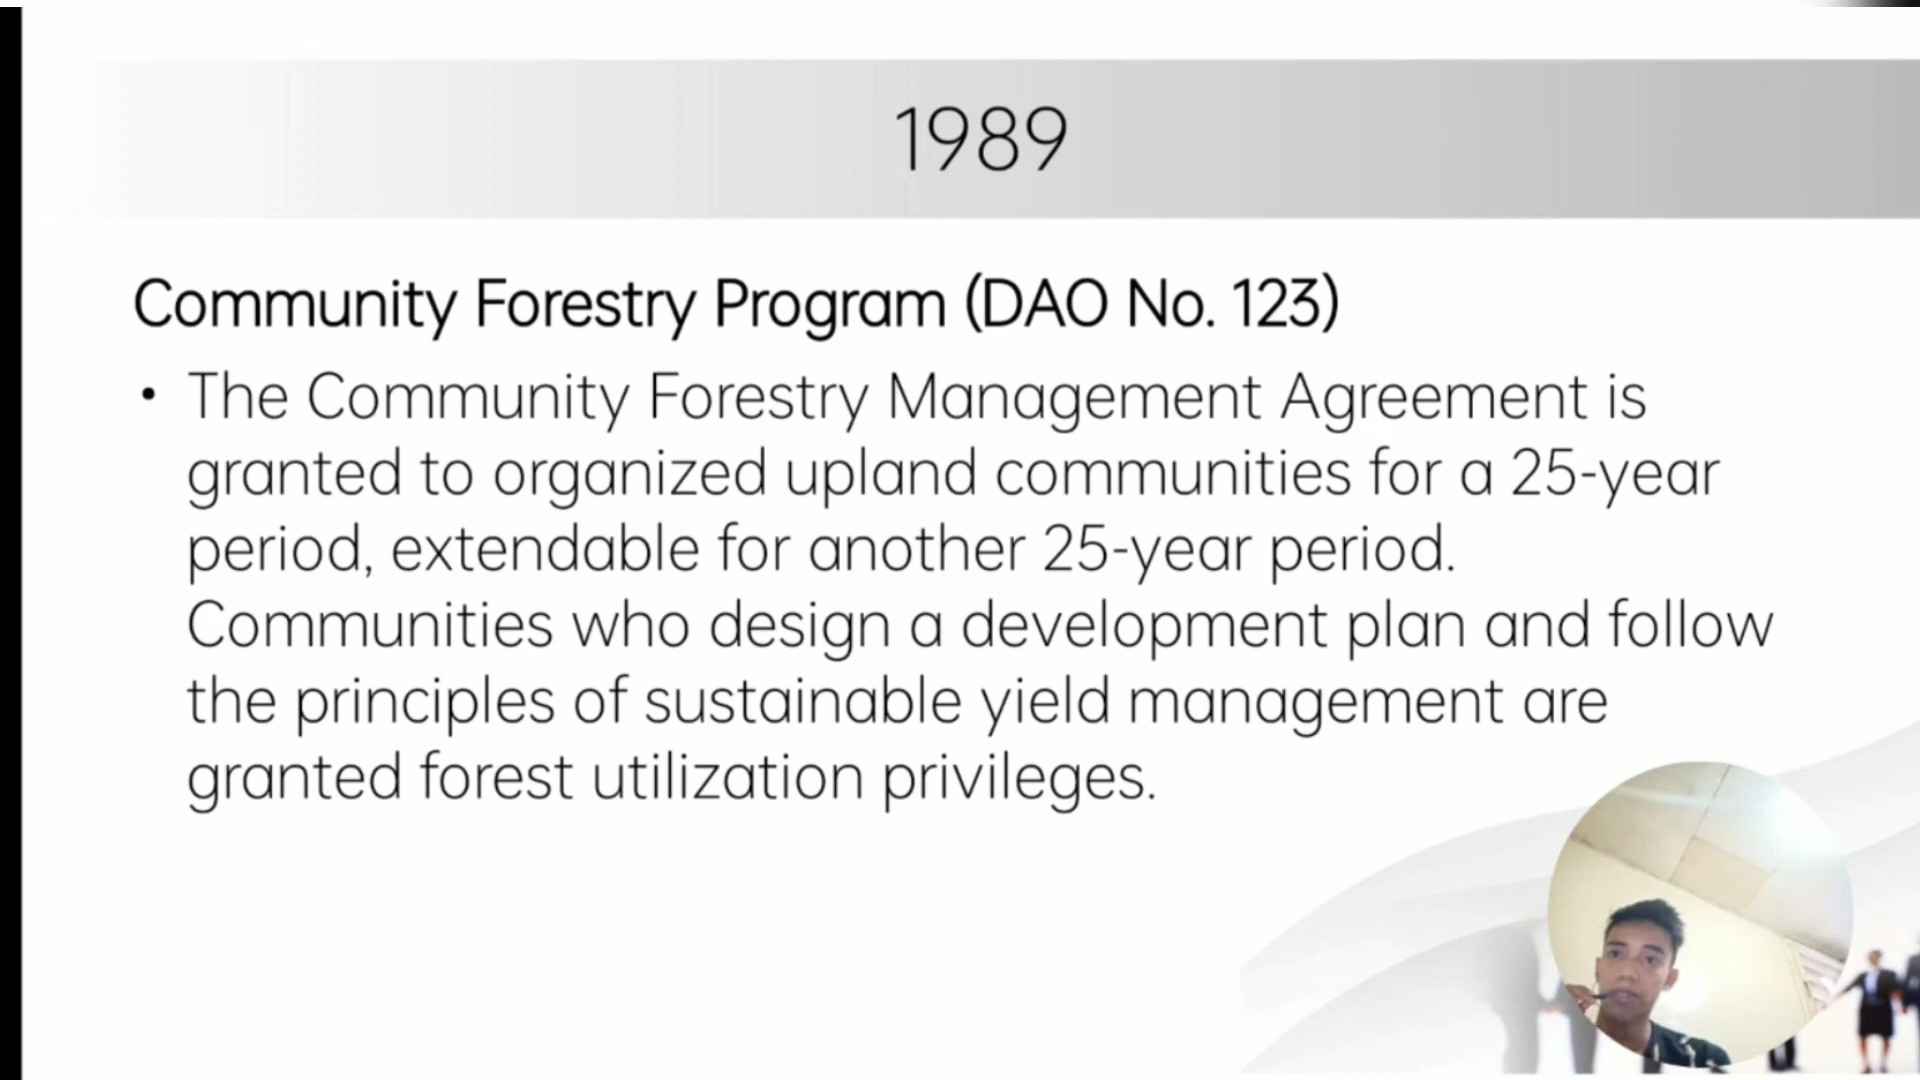 1989
Community Forestry Program (DAO No. 123)
• The Community Forestry Management Agreement is
granted to organized upland communities for a 25-year
period, extendable for another 25-year period.
Communities who design a development plan and follow
the principles of sustainable yield management are
granted forest utilization privileges.